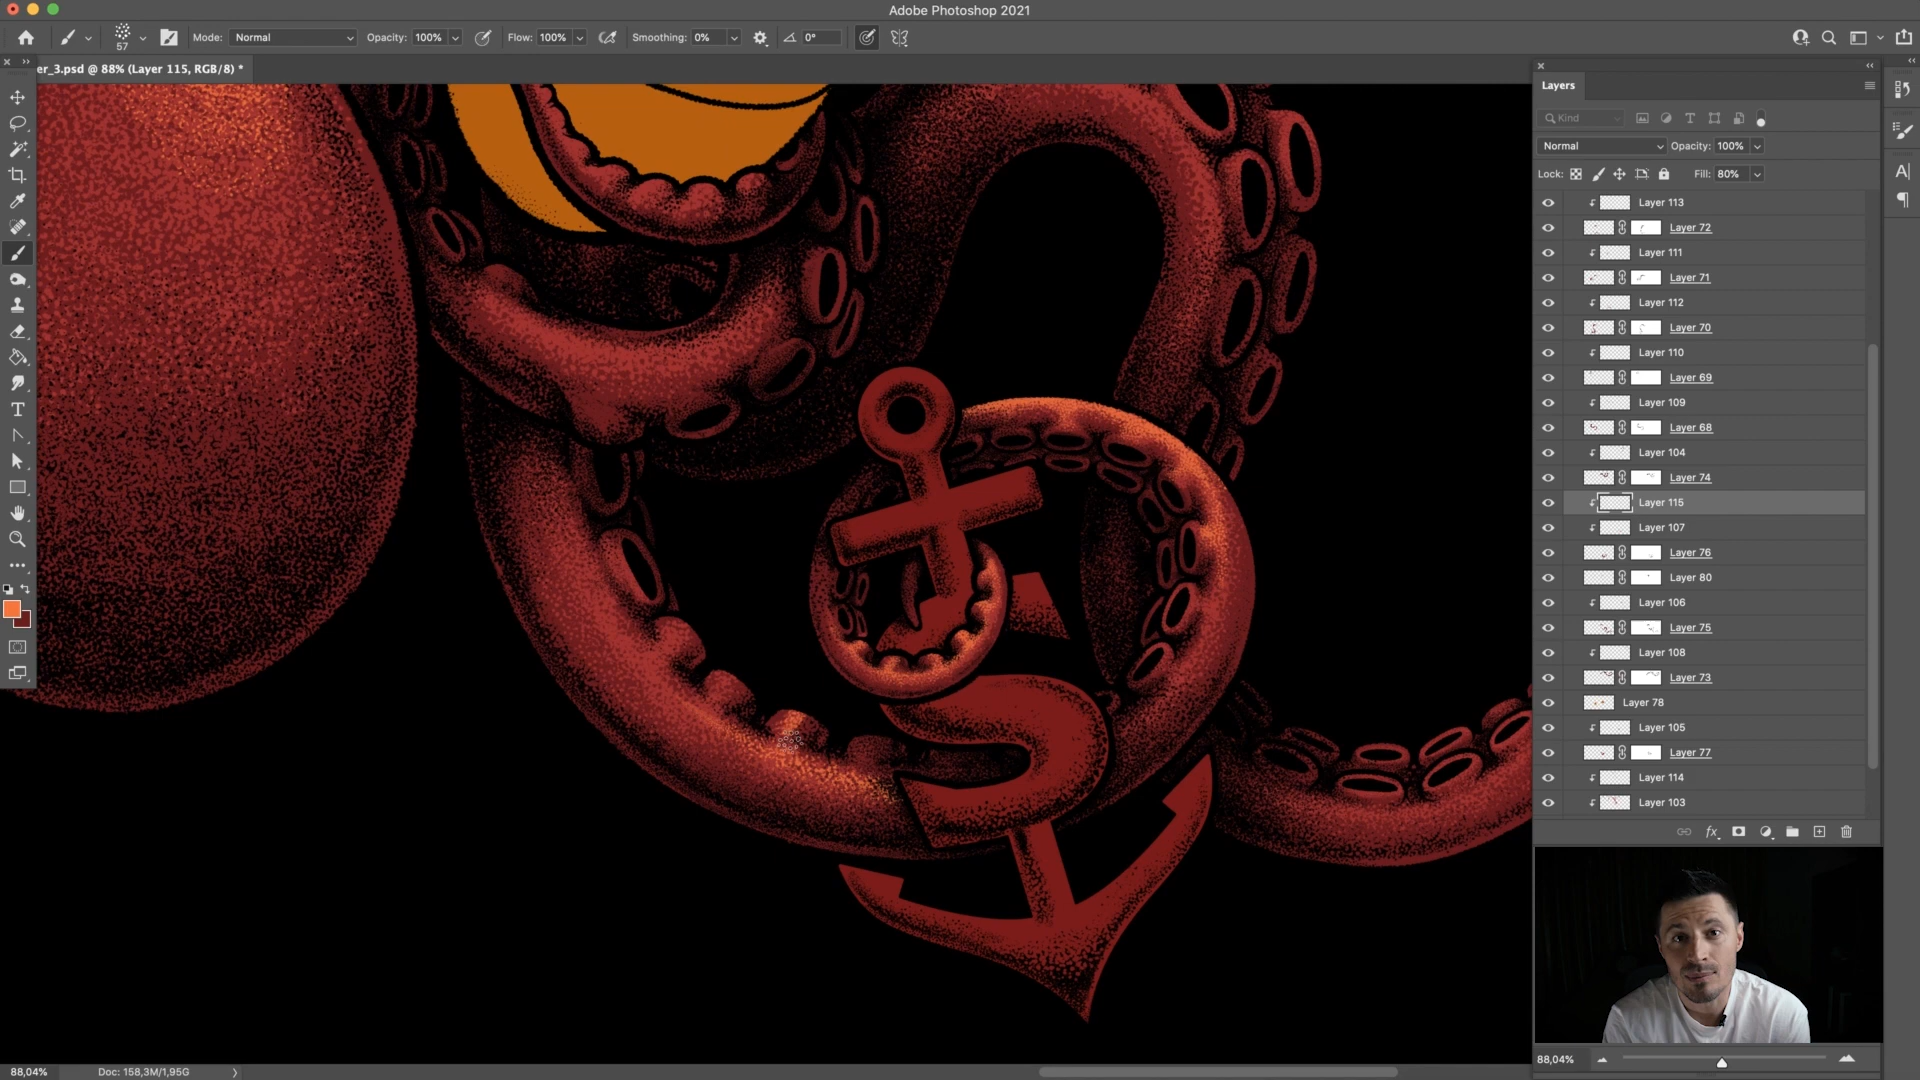 Adobe Photoshop 2021
57
Mode: Normal
Opacity: 100%
Flow: 100%
Smoothing: 0%
0°
er_3.psd @ 88% (Layer 115, RGB/8) *
Layers
Kind
Normal
Opacity: 100%
Lock:
Fill: 80%
Layer 113
Layer 72
Layer 111
Layer 71
Layer 112
Layer 70
Layer 110
Layer 69
Layer 109
Layer 68
Layer 104
Layer 74
Layer 115
Layer 107
Layer 76
Layer 80
Layer 106
Layer 75
Layer 108
Layer 73
Layer 78
Layer 105
Layer 77
Layer 114
Layer 103
fx
88,04%
88,04%
Doc: 158,3M/1,95G